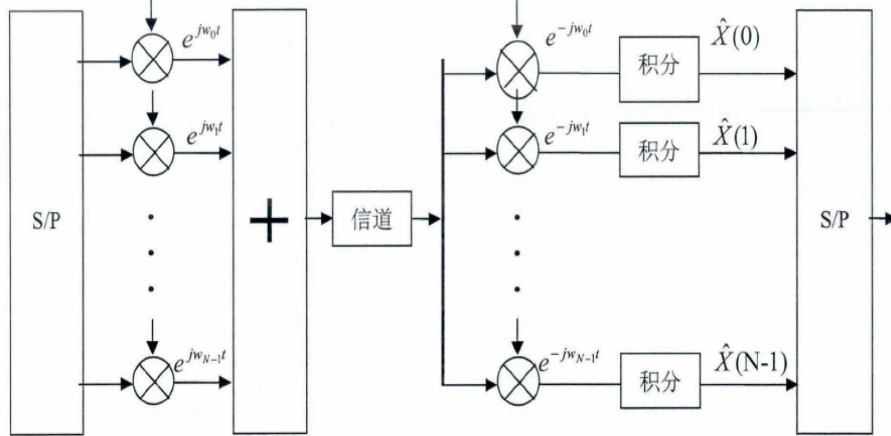 e^{jw_0t}
e^{-jw_0t}
积分
X̂(0)
e^{jw_1t}
e^{-jw_1t}
积分
X̂(1)
S/P
+
信道
S/P
e^{jw_{N-1}t}
e^{-jw_{N-1}t}
积分
X̂(N-1)